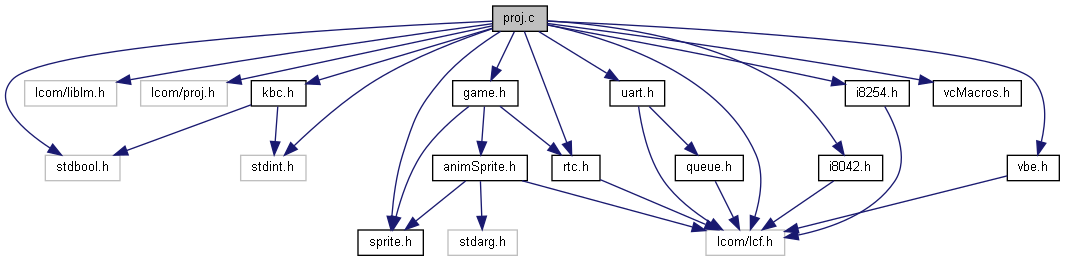 proj.c
lcom/liblm.h
lcom/proj.h
kbc.h
game.h
uart.h
i8254.h
vcMacros.h
stdbool.h
stdint.h
animSprite.h
rtc.h
queue.h
i8042.h
vbe.h
sprite.h
stdarg.h
lcom/lcf.h